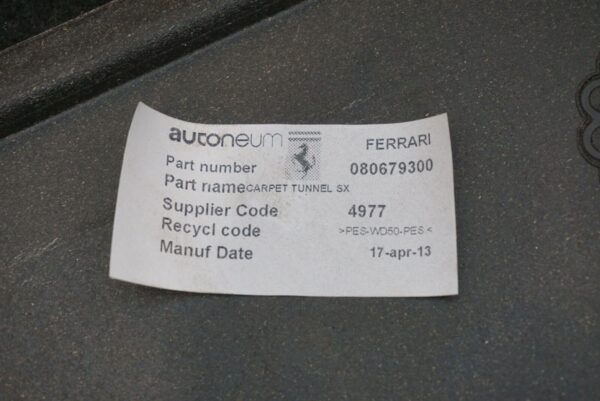 autoneum FERRARI
Part number 080679300
Part name CARPET TUNNEL SX
Supplier Code 4977
Recycl code >PES-WD50-PES<
Manuf Date 17-apr-13